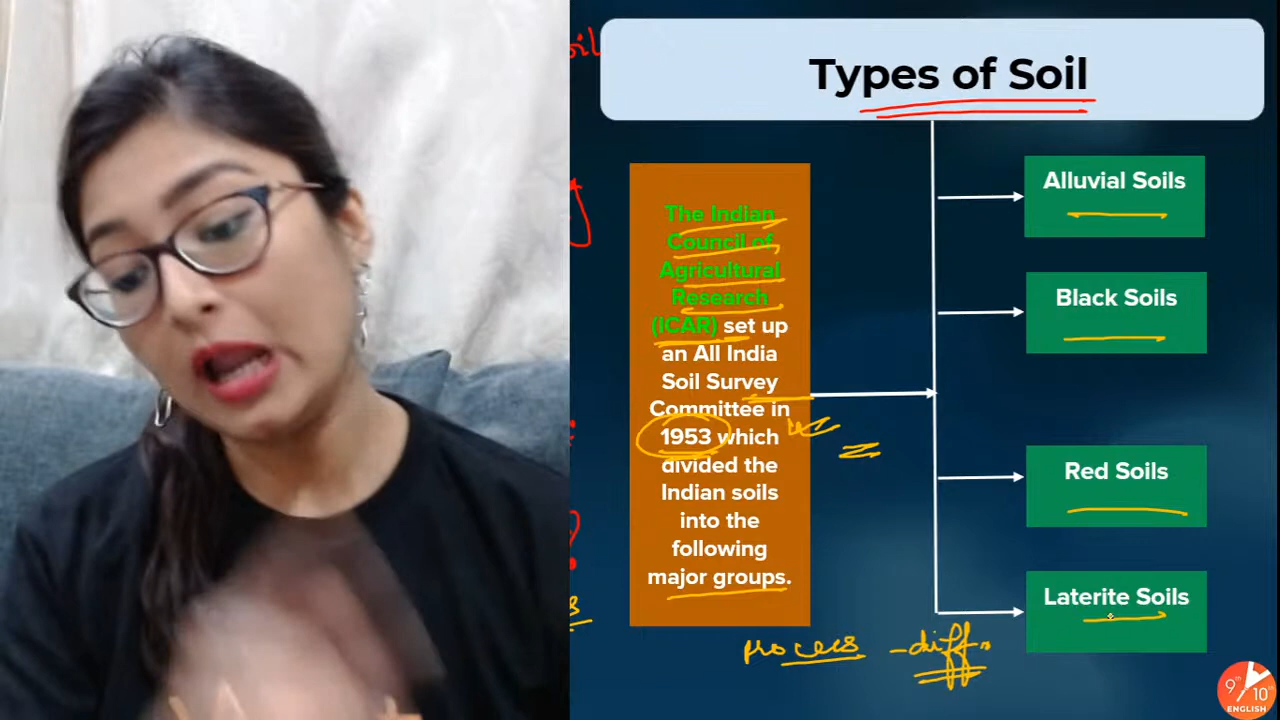 oil
Types of Soil
The Indian
Council of
Agricultural
Research
(ICAR) set up
an All India
Soil Survey
Committee in
1953 which
divided the
Indian soils
into the
following
major groups.
Alluvial Soils
Black Soils
Red Soils
Laterite Soils
process - diff
9th 10th
ENGLISH